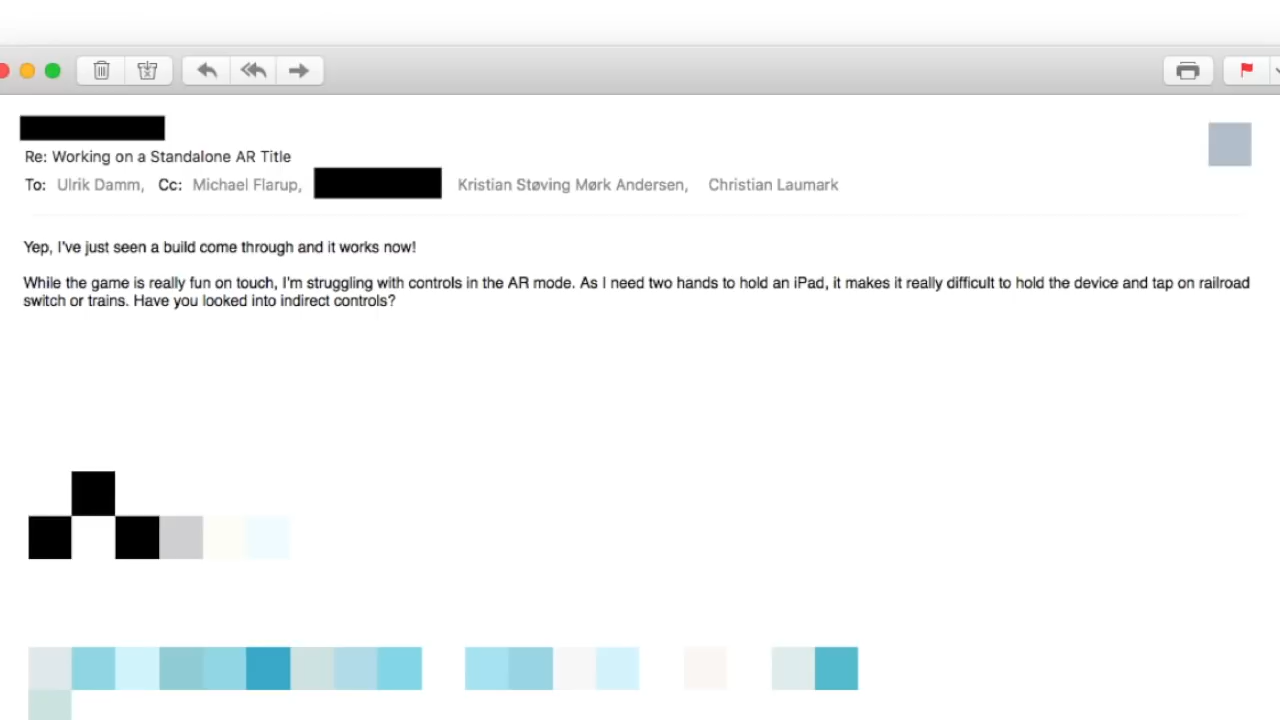 Re: Working on a Standalone AR Title
To: Ulrik Damm, Cc: Michael Flarup, Kristian Støving Mørk Andersen, Christian Laumark
Yep, I've just seen a build come through and it works now!
While the game is really fun on touch, I'm struggling with controls in the AR mode. As I need two hands to hold an iPad, it makes it really difficult to hold the device and tap on railroad
switch or trains. Have you looked into indirect controls?